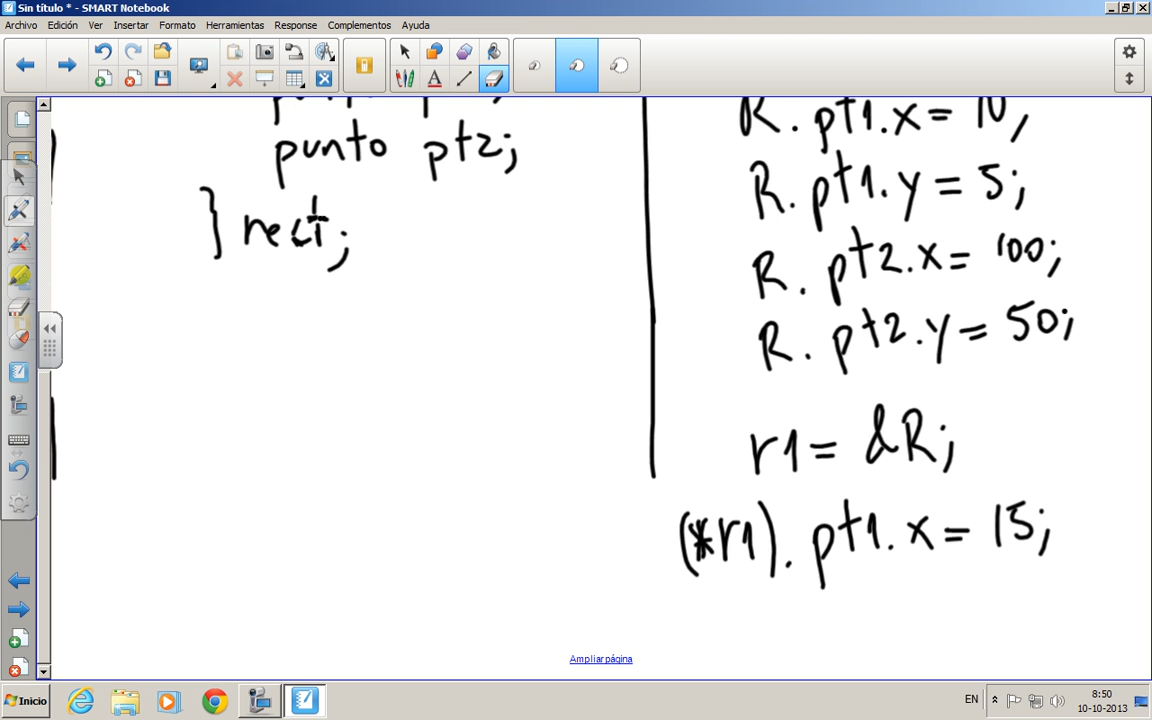 Sin título * - SMART Notebook
Archivo Edición Ver Insertar Formato Herramientas Response Complementos Ayuda
punto pt2;
} rect;
R. pt1.x = 10,
R. pt1.y = 5;
R. pt2.x = 100;
R. pt2.y = 50;
r1 = &R;
(*r1). pt1.x = 15;
Ampliar página
Inicio
EN
8:50
10-10-2013